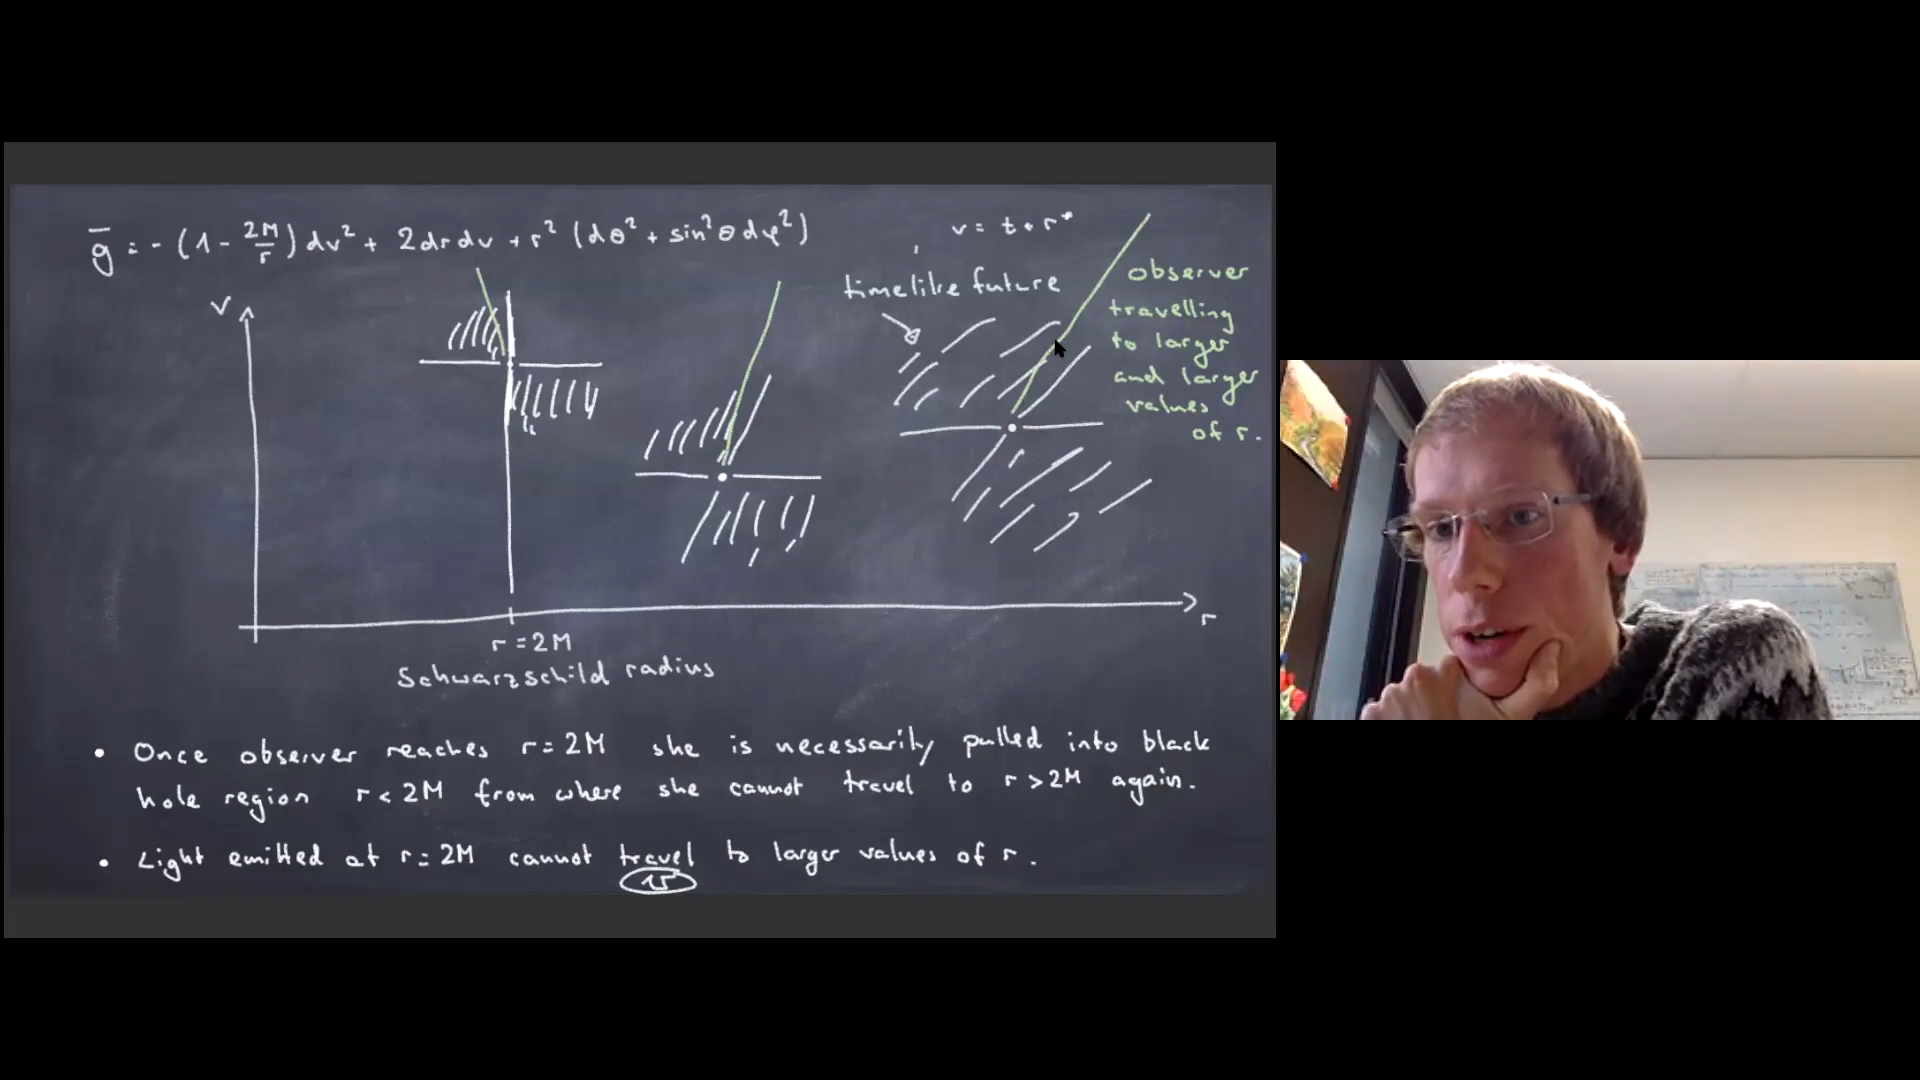 g̅ = - (1 - 2M/r) dv² + 2drdv + r² (dθ² + sin²θ dφ²)
v = t + r*
timelike future
observer
travelling
to larger
and larger
values
of r.
v
r
r = 2M
Schwarzschild radius
• Once observer reaches r = 2M she is necessarily pulled into black
hole region r < 2M from where she cannot travel to r > 2M again.
• Light emitted at r = 2M cannot travel to larger values of r.
15